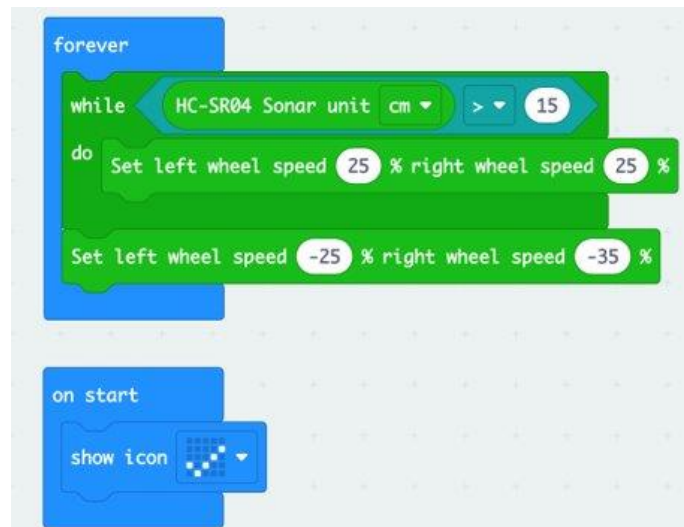 forever
while HC-SR04 Sonar unit cm > 15
do Set left wheel speed 25 % right wheel speed 25 %
Set left wheel speed -25 % right wheel speed -35 %
on start
show icon